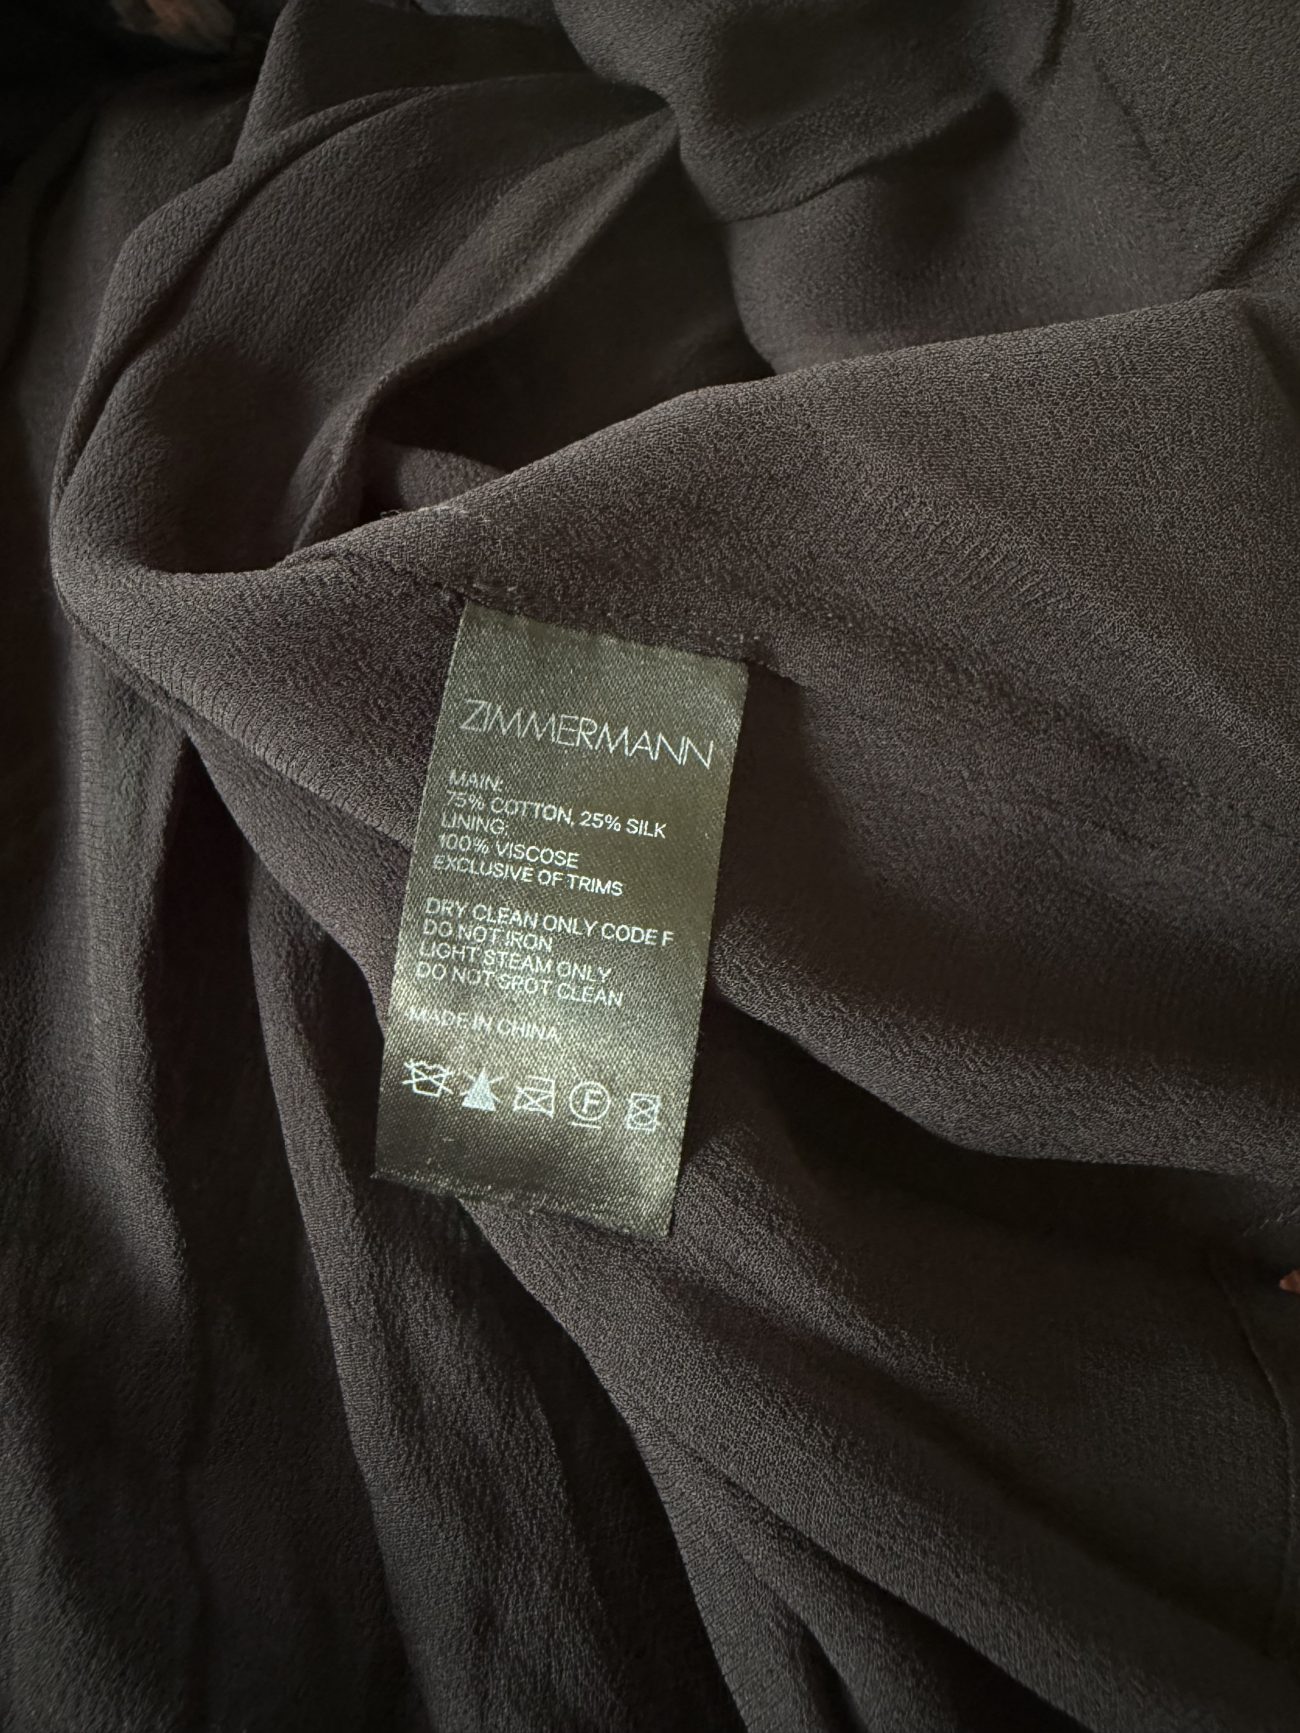 ZIMMERMANN
MAIN:
75% COTTON, 25% SILK
LINING:
100% VISCOSE
EXCLUSIVE OF TRIMS
DRY CLEAN ONLY CODE F
DO NOT IRON
LIGHT STEAM ONLY
DO NOT SPOT CLEAN
MADE IN CHINA
F